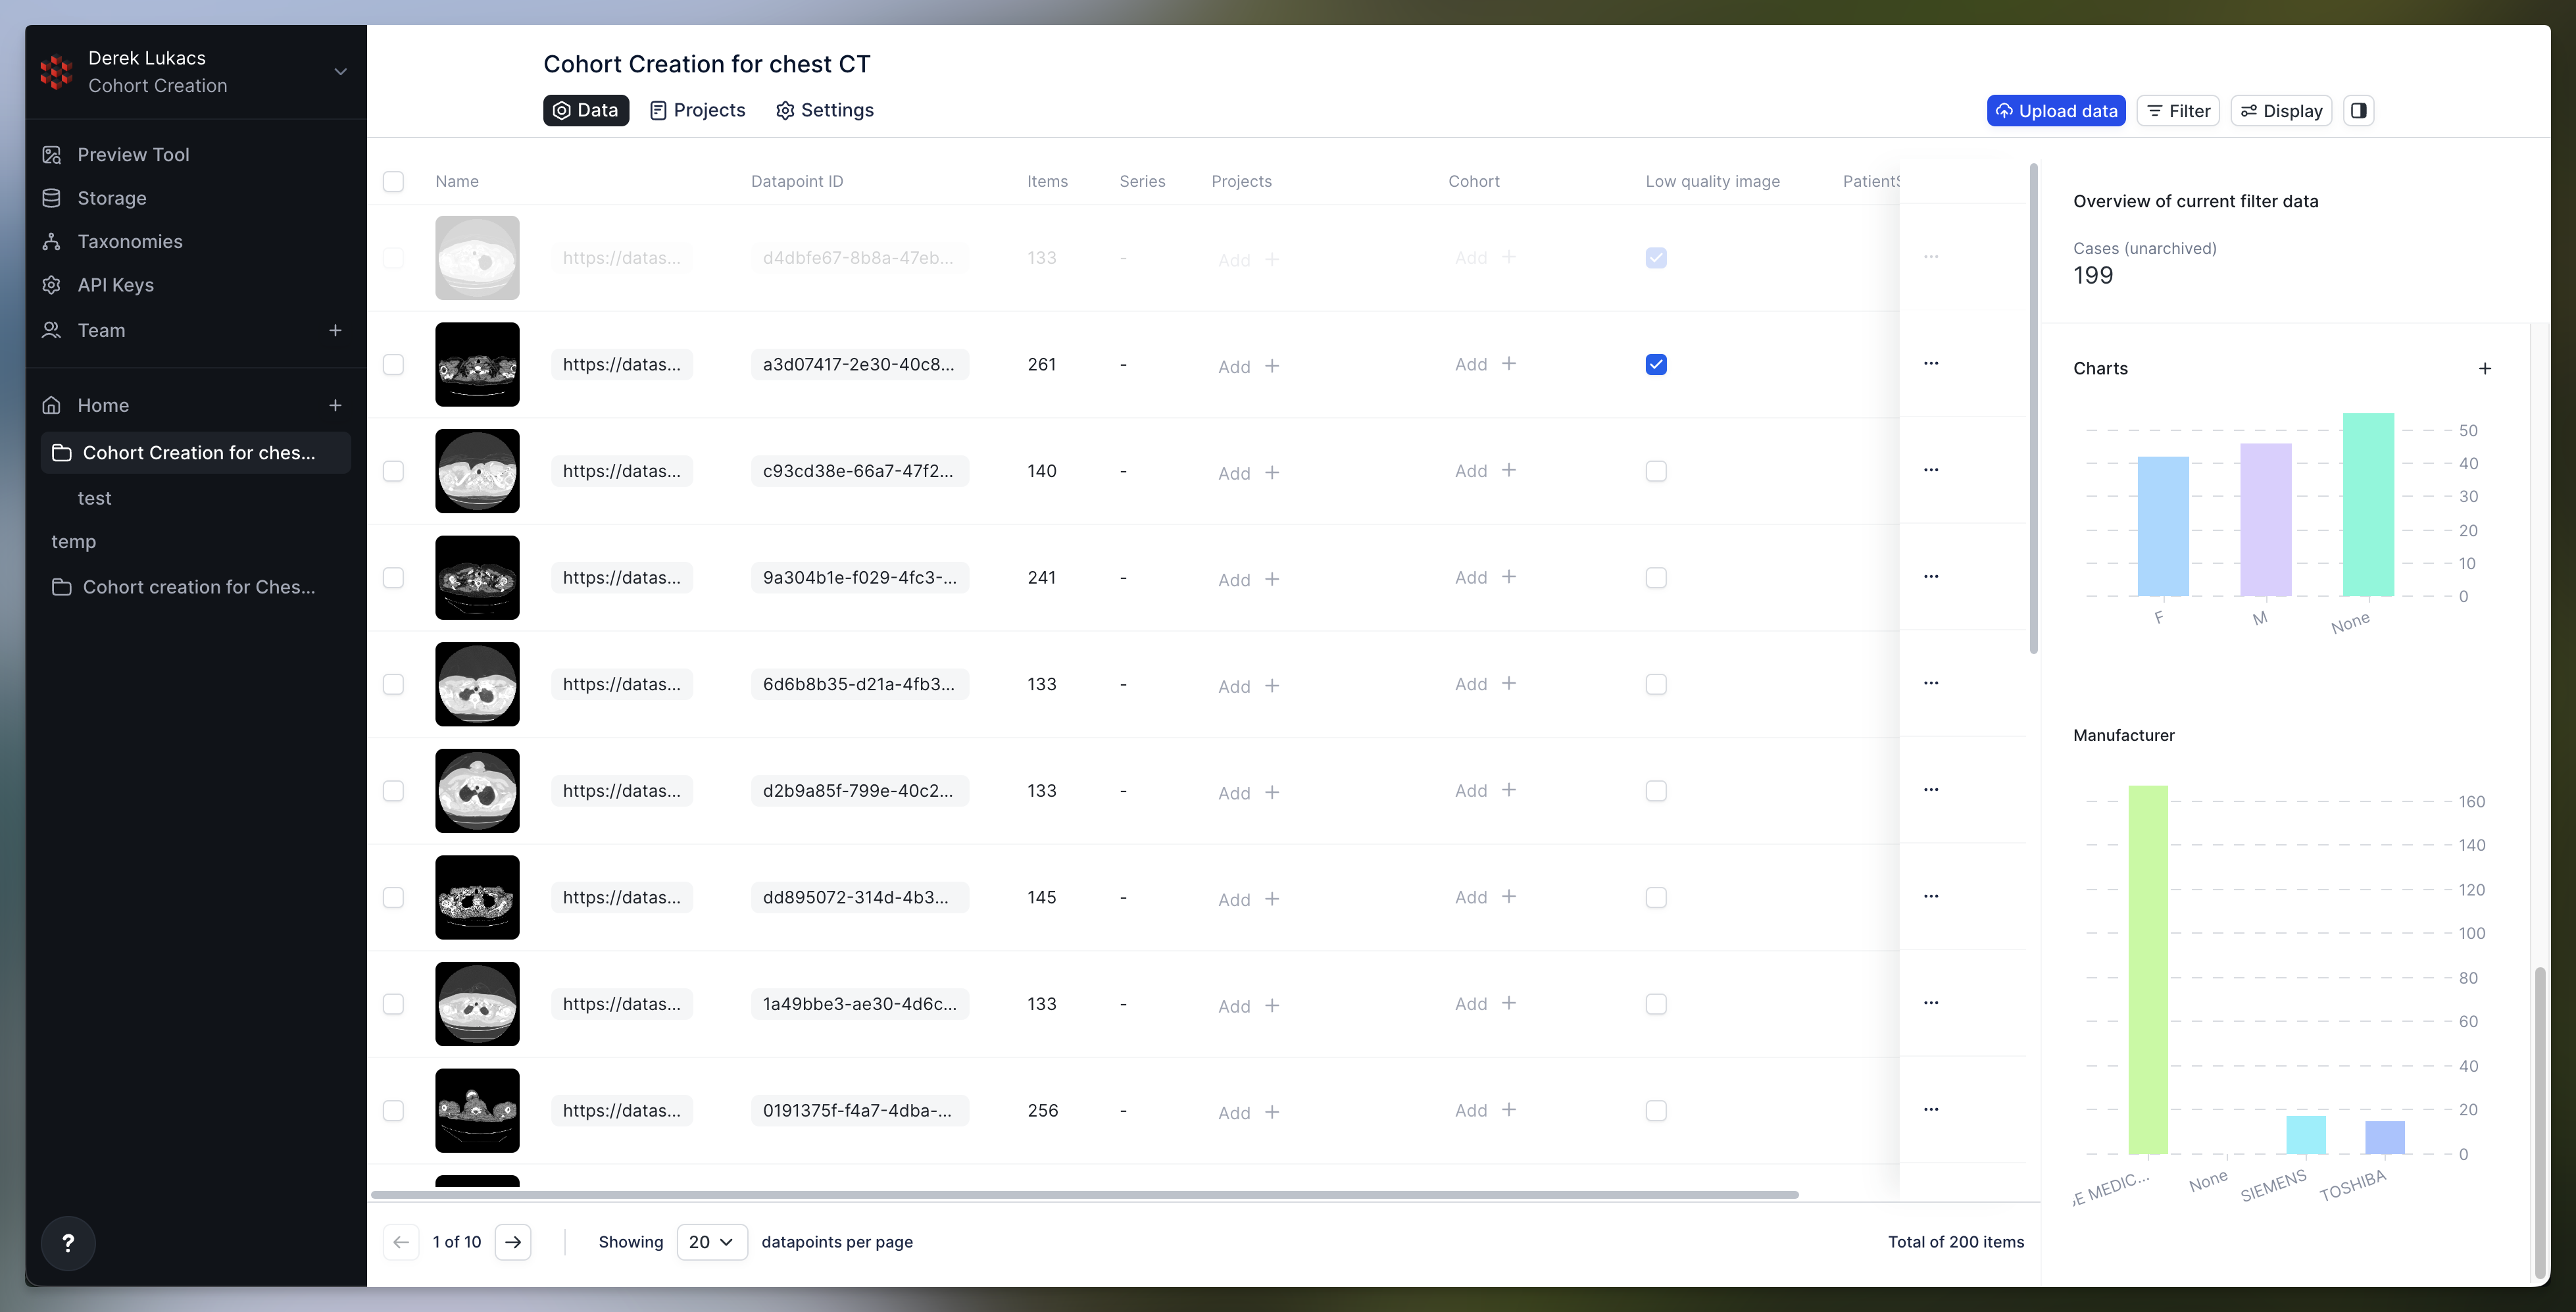 Derek Lukacs
Cohort Creation
Preview Tool
Storage
Taxonomies
API Keys
Team
Home
Cohort Creation for ches...
test
temp
Cohort creation for Ches...
?
Cohort Creation for chest CT
Data Projects Settings
Upload data Filter Display
Name Datapoint ID Items Series Projects Cohort Low quality image PatientS
https://datas... d4dbfe67-8b8a-47eb... 133 - Add Add
https://datas... a3d07417-2e30-40c8... 261 - Add Add
https://datas... c93cd38e-66a7-47f2... 140 - Add Add
https://datas... 9a304b1e-f029-4fc3-... 241 - Add Add
https://datas... 6d6b8b35-d21a-4fb3... 133 - Add Add
https://datas... d2b9a85f-799e-40c2... 133 - Add Add
https://datas... dd895072-314d-4b3... 145 - Add Add
https://datas... 1a49bbe3-ae30-4d6c... 133 - Add Add
https://datas... 0191375f-f4a7-4dba-... 256 - Add Add
1 of 10 Showing 20 datapoints per page Total of 200 items
Overview of current filter data
Cases (unarchived)
199
Charts
50
40
30
20
10
0
F M None
Manufacturer
160
140
120
100
80
60
40
20
0
E MEDIC... None SIEMENS TOSHIBA